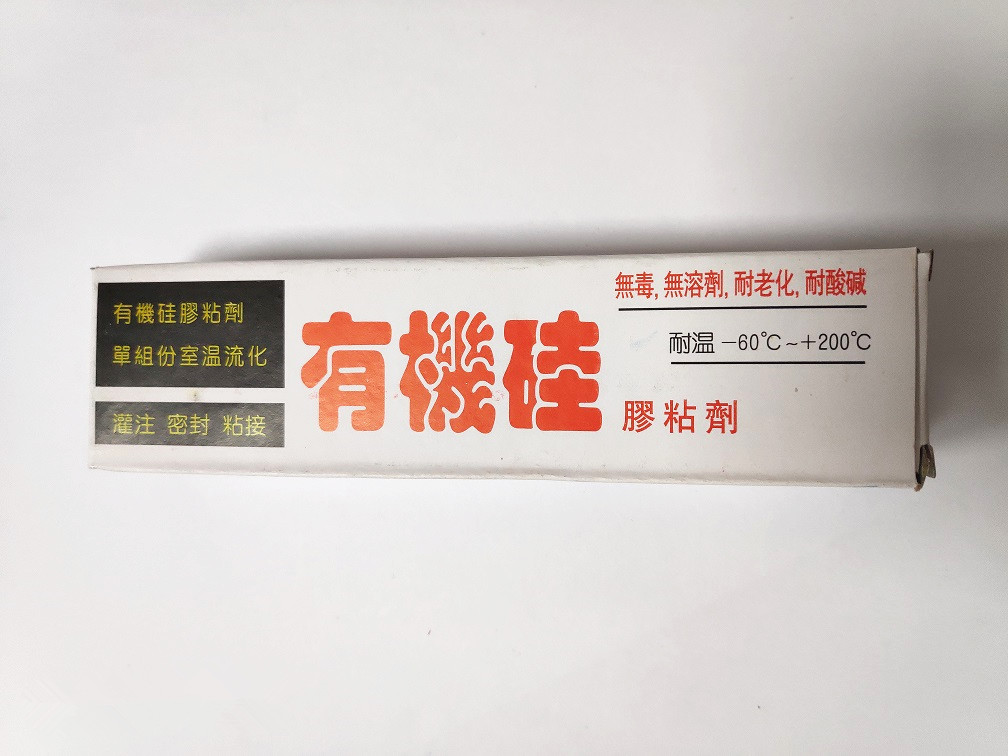 有機硅膠粘劑
單組份室温流化
灌注 密封 粘接
有機硅
膠粘劑
無毒, 無溶劑, 耐老化, 耐酸碱
耐温 −60℃~+200℃